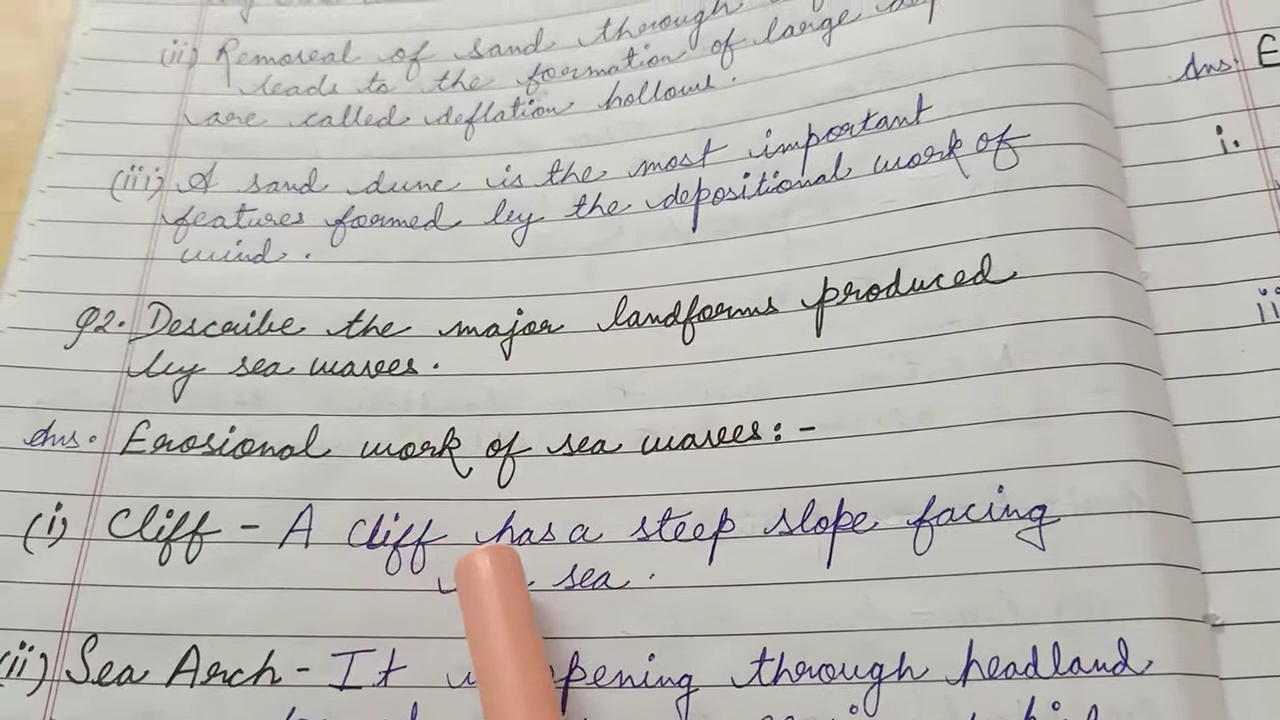 (ii) Removal of sand through
leads to the formation of large
are called deflation hollows.
(iii) A sand dune is the most important
features formed by the depositional work of
wind.
Q2. Describe the major landforms produced
by sea waves.
Ans. Erosional work of sea waves:-
(i) Cliff - A cliff has a steep slope facing
sea.
(ii) Sea Arch - It through headland
Ans. E
i.
ii